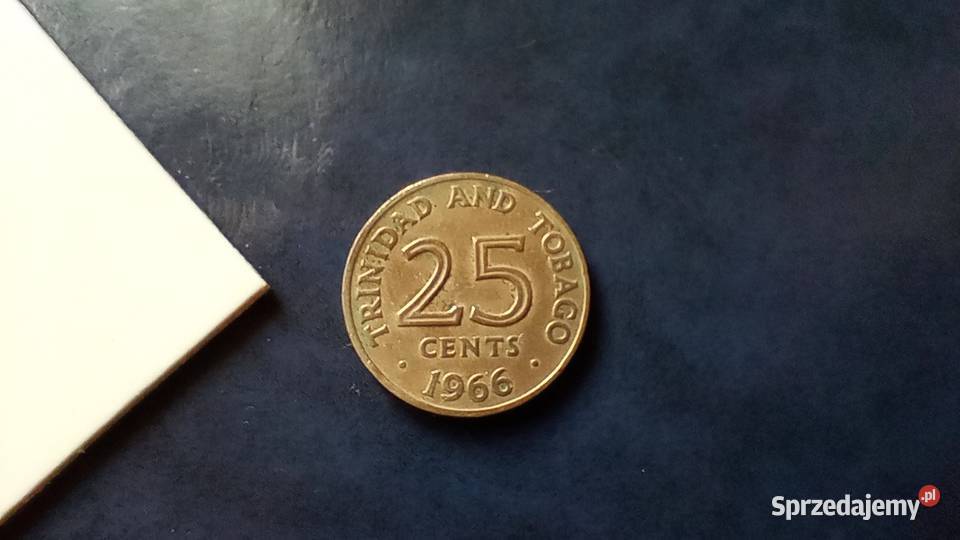 TRINIDAD AND TOBAGO
25
CENTS
· 1966 ·
Sprzedajemy.pl